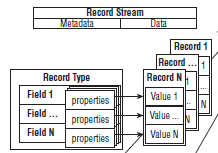 Record Stream
Metadata Data
Record 1
Record ... 1
Record N
Record Type
Field 1 properties Value 1
Field ... properties Value ...
Field N properties Value N
...
N
N